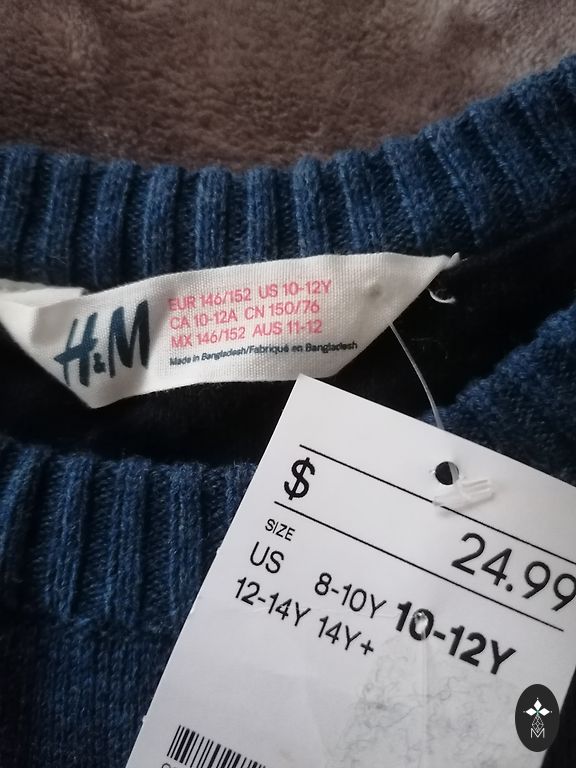 H&M
EUR 146/152 US 10-12Y
CA 10-12A CN 150/76
MX 146/152 AUS 11-12
Made in Bangladesh/Fabriqué en Bangladesh
$ 24.99
SIZE
US 8-10Y 10-12Y
12-14Y 14Y+
M